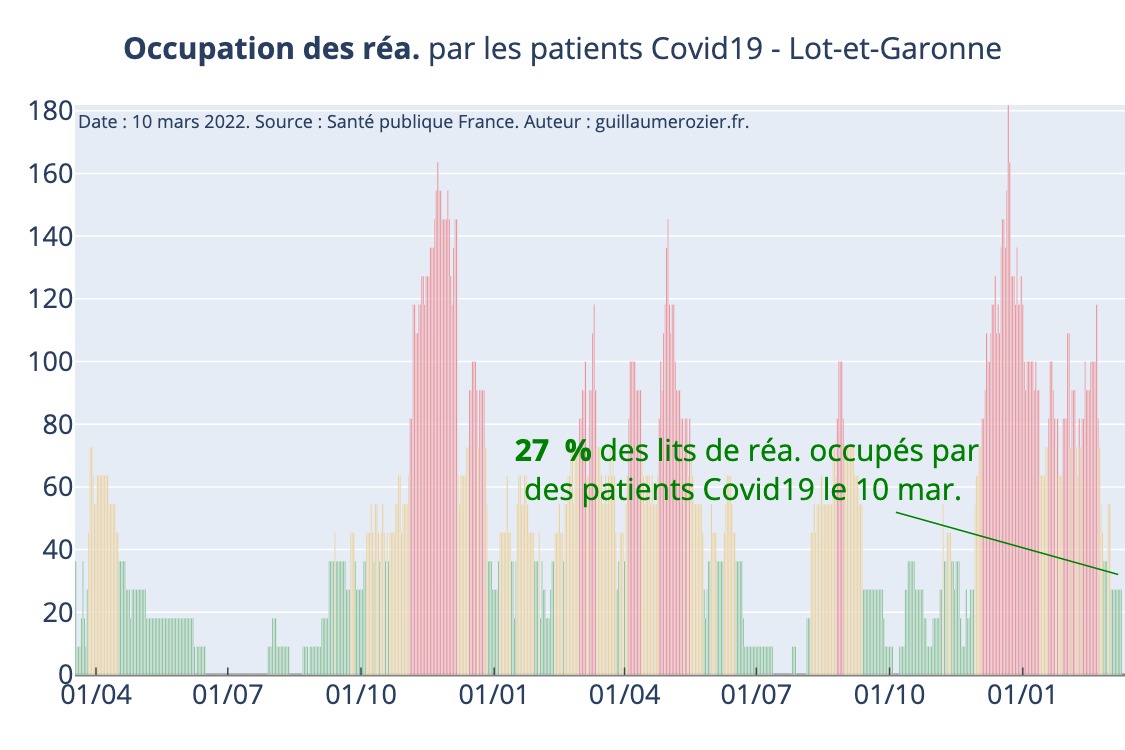 Occupation des réa. par les patients Covid19 - Lot-et-Garonne
180
Date : 10 mars 2022. Source : Santé publique France. Auteur : guillaumerozier.fr.
160
140
120
100
80
27 % des lits de réa. occupés par
des patients Covid19 le 10 mar.
60
40
20
0
01/04 01/07 01/10 01/01 01/04 01/07 01/10 01/01